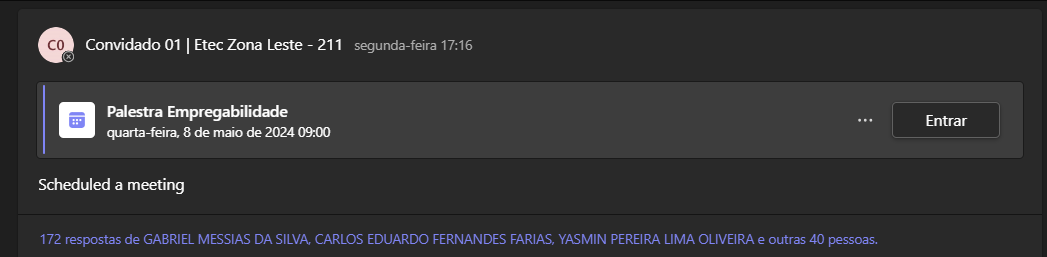 C0
Convidado 01 | Etec Zona Leste - 211 segunda-feira 17:16
Palestra Empregabilidade
quarta-feira, 8 de maio de 2024 09:00
Entrar
Scheduled a meeting
172 respostas de GABRIEL MESSIAS DA SILVA, CARLOS EDUARDO FERNANDES FARIAS, YASMIN PEREIRA LIMA OLIVEIRA e outras 40 pessoas.